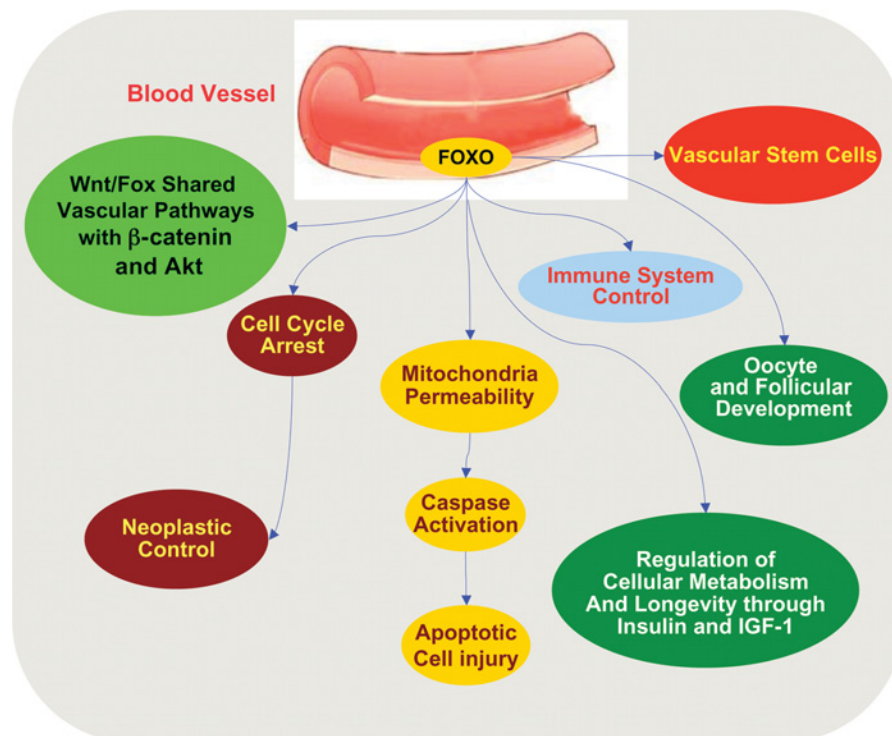 Blood Vessel
FOXO
Vascular Stem Cells
Wnt/Fox Shared
Vascular Pathways
with β-catenin
and Akt
Immune System
Control
Cell Cycle
Arrest
Mitochondria
Permeability
Oocyte
and Follicular
Development
Caspase
Activation
Neoplastic
Control
Regulation of
Cellular Metabolism
And Longevity through
Insulin and IGF-1
Apoptotic
Cell injury